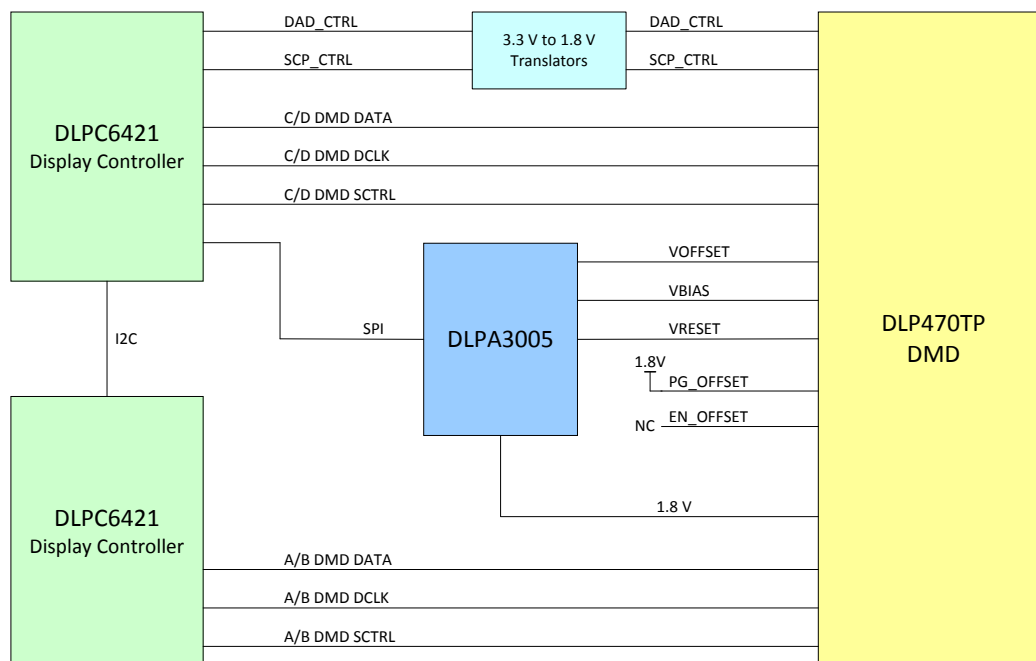 DAD_CTRL
SCP_CTRL
3.3 V to 1.8 V
Translators
DAD_CTRL
SCP_CTRL
DLPC6421
Display Controller
C/D DMD DATA
C/D DMD DCLK
C/D DMD SCTRL
VOFFSET
VBIAS
VRESET
SPI
DLPA3005
I2C
1.8V
PG_OFFSET
NC
EN_OFFSET
1.8 V
DLP470TP
DMD
DLPC6421
Display Controller
A/B DMD DATA
A/B DMD DCLK
A/B DMD SCTRL